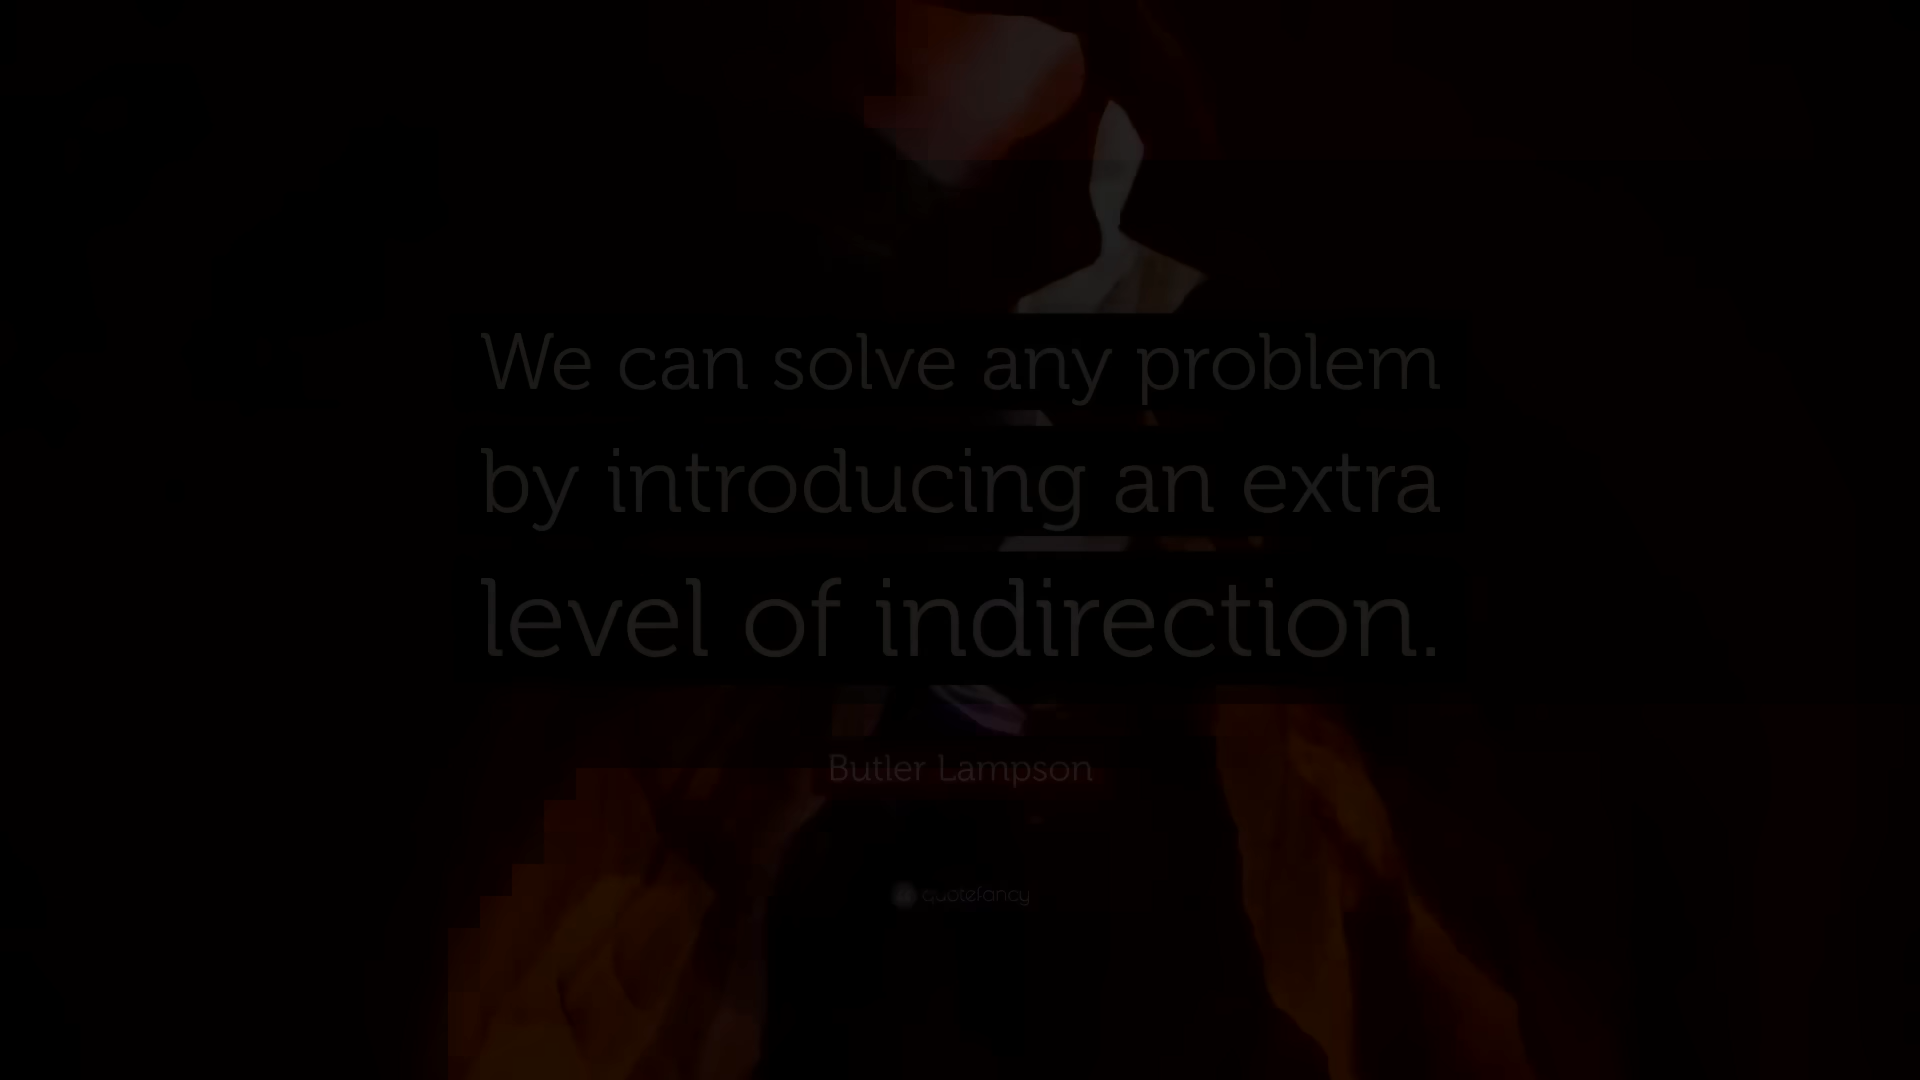 We can solve any problem
by introducing an extra
level of indirection.
Butler Lampson
quotefancy